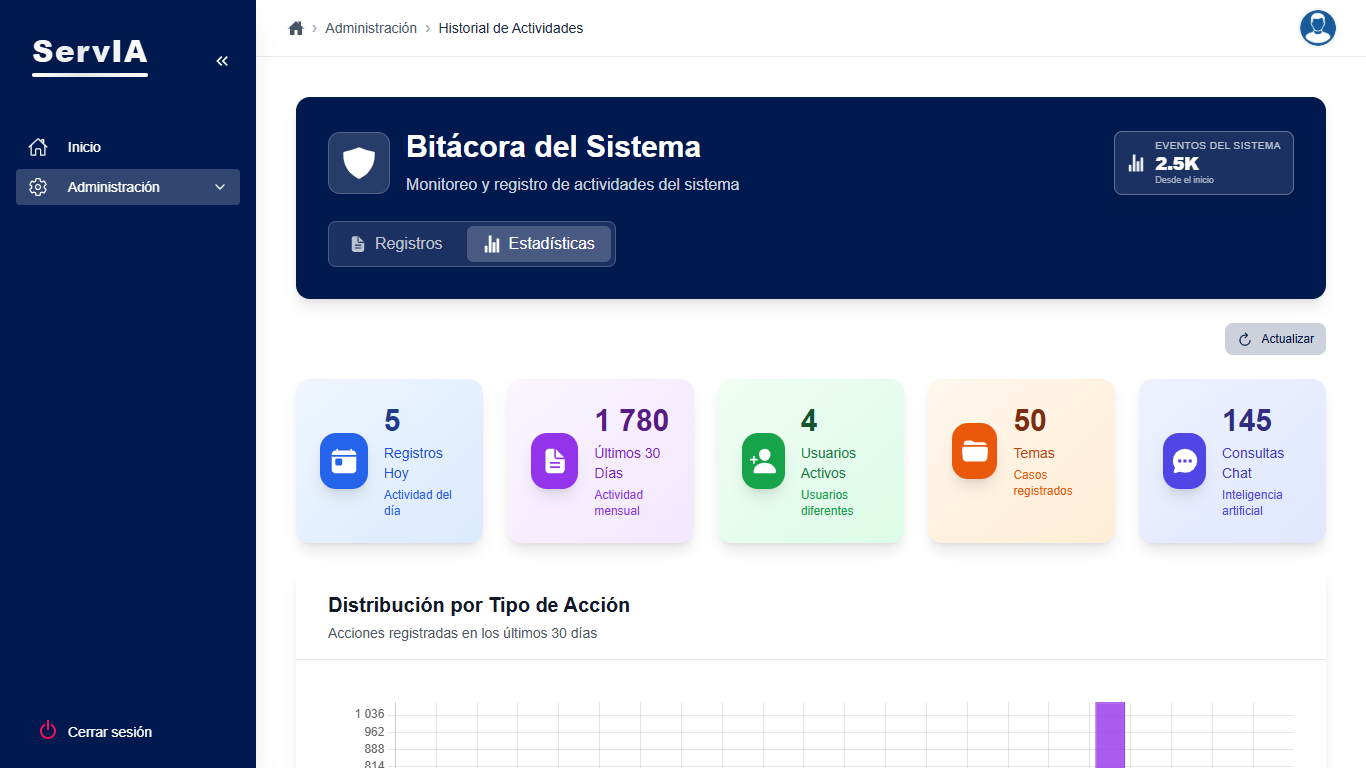 ServIA
Inicio
Administración
Cerrar sesión
Administración › Historial de Actividades
Bitácora del Sistema
Monitoreo y registro de actividades del sistema
EVENTOS DEL SISTEMA
2.5K
Desde el inicio
Registros
Estadísticas
Actualizar
5
Registros
Hoy
Actividad del
día
1 780
Últimos 30
Días
Actividad
mensual
4
Usuarios
Activos
Usuarios
diferentes
50
Temas
Casos
registrados
145
Consultas
Chat
Inteligencia
artificial
Distribución por Tipo de Acción
Acciones registradas en los últimos 30 días
1 036
962
888
814